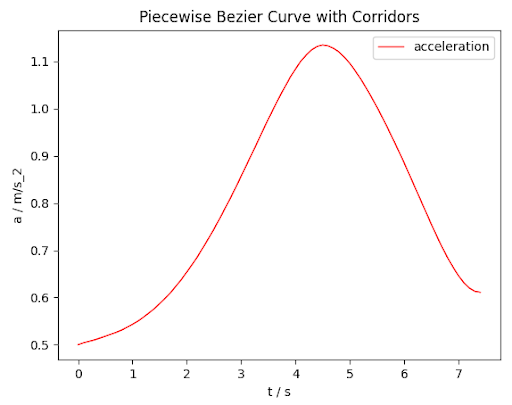 Piecewise Bezier Curve with Corridors
acceleration
a / m/s_2
1.1
1.0
0.9
0.8
0.7
0.6
0.5
0 1 2 3 4 5 6 7
t / s